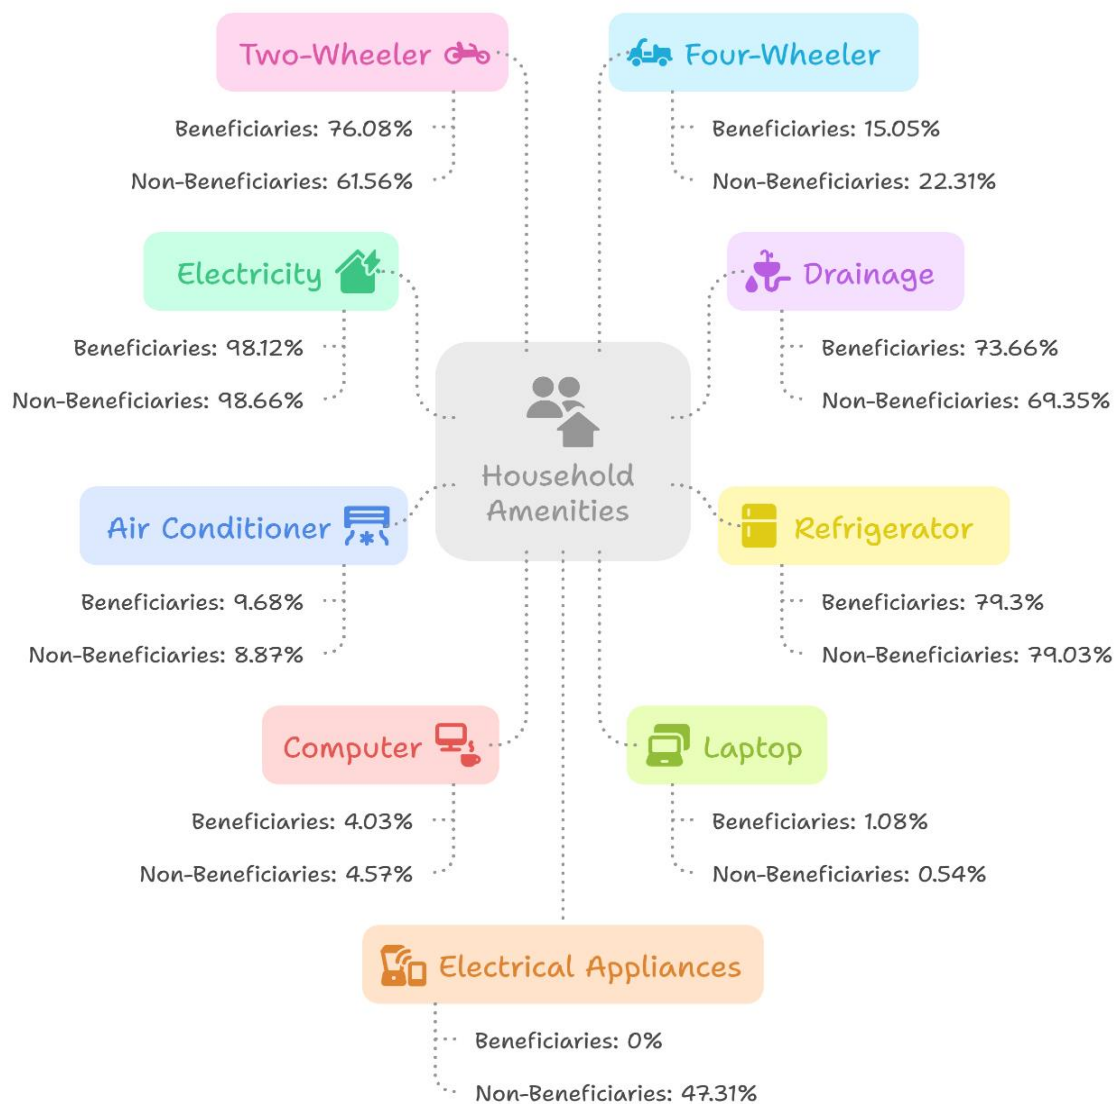 Two-Wheeler
Beneficiaries: 76.08%
Non-Beneficiaries: 61.56%
Four-Wheeler
Beneficiaries: 15.05%
Non-Beneficiaries: 22.31%
Electricity
Beneficiaries: 98.12%
Non-Beneficiaries: 98.66%
Drainage
Beneficiaries: 73.66%
Non-Beneficiaries: 69.35%
Household
Amenities
Air Conditioner
Beneficiaries: 9.68%
Non-Beneficiaries: 8.87%
Refrigerator
Beneficiaries: 79.3%
Non-Beneficiaries: 79.03%
Computer
Beneficiaries: 4.03%
Non-Beneficiaries: 4.57%
Laptop
Beneficiaries: 1.08%
Non-Beneficiaries: 0.54%
Electrical Appliances
Beneficiaries: 0%
Non-Beneficiaries: 47.31%